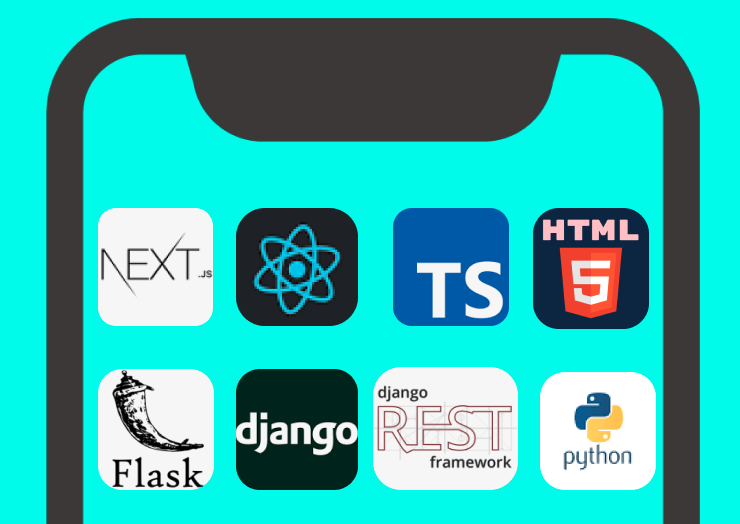 NEXT.JS
TS
HTML
5
Flask
django
django
REST
framework
python